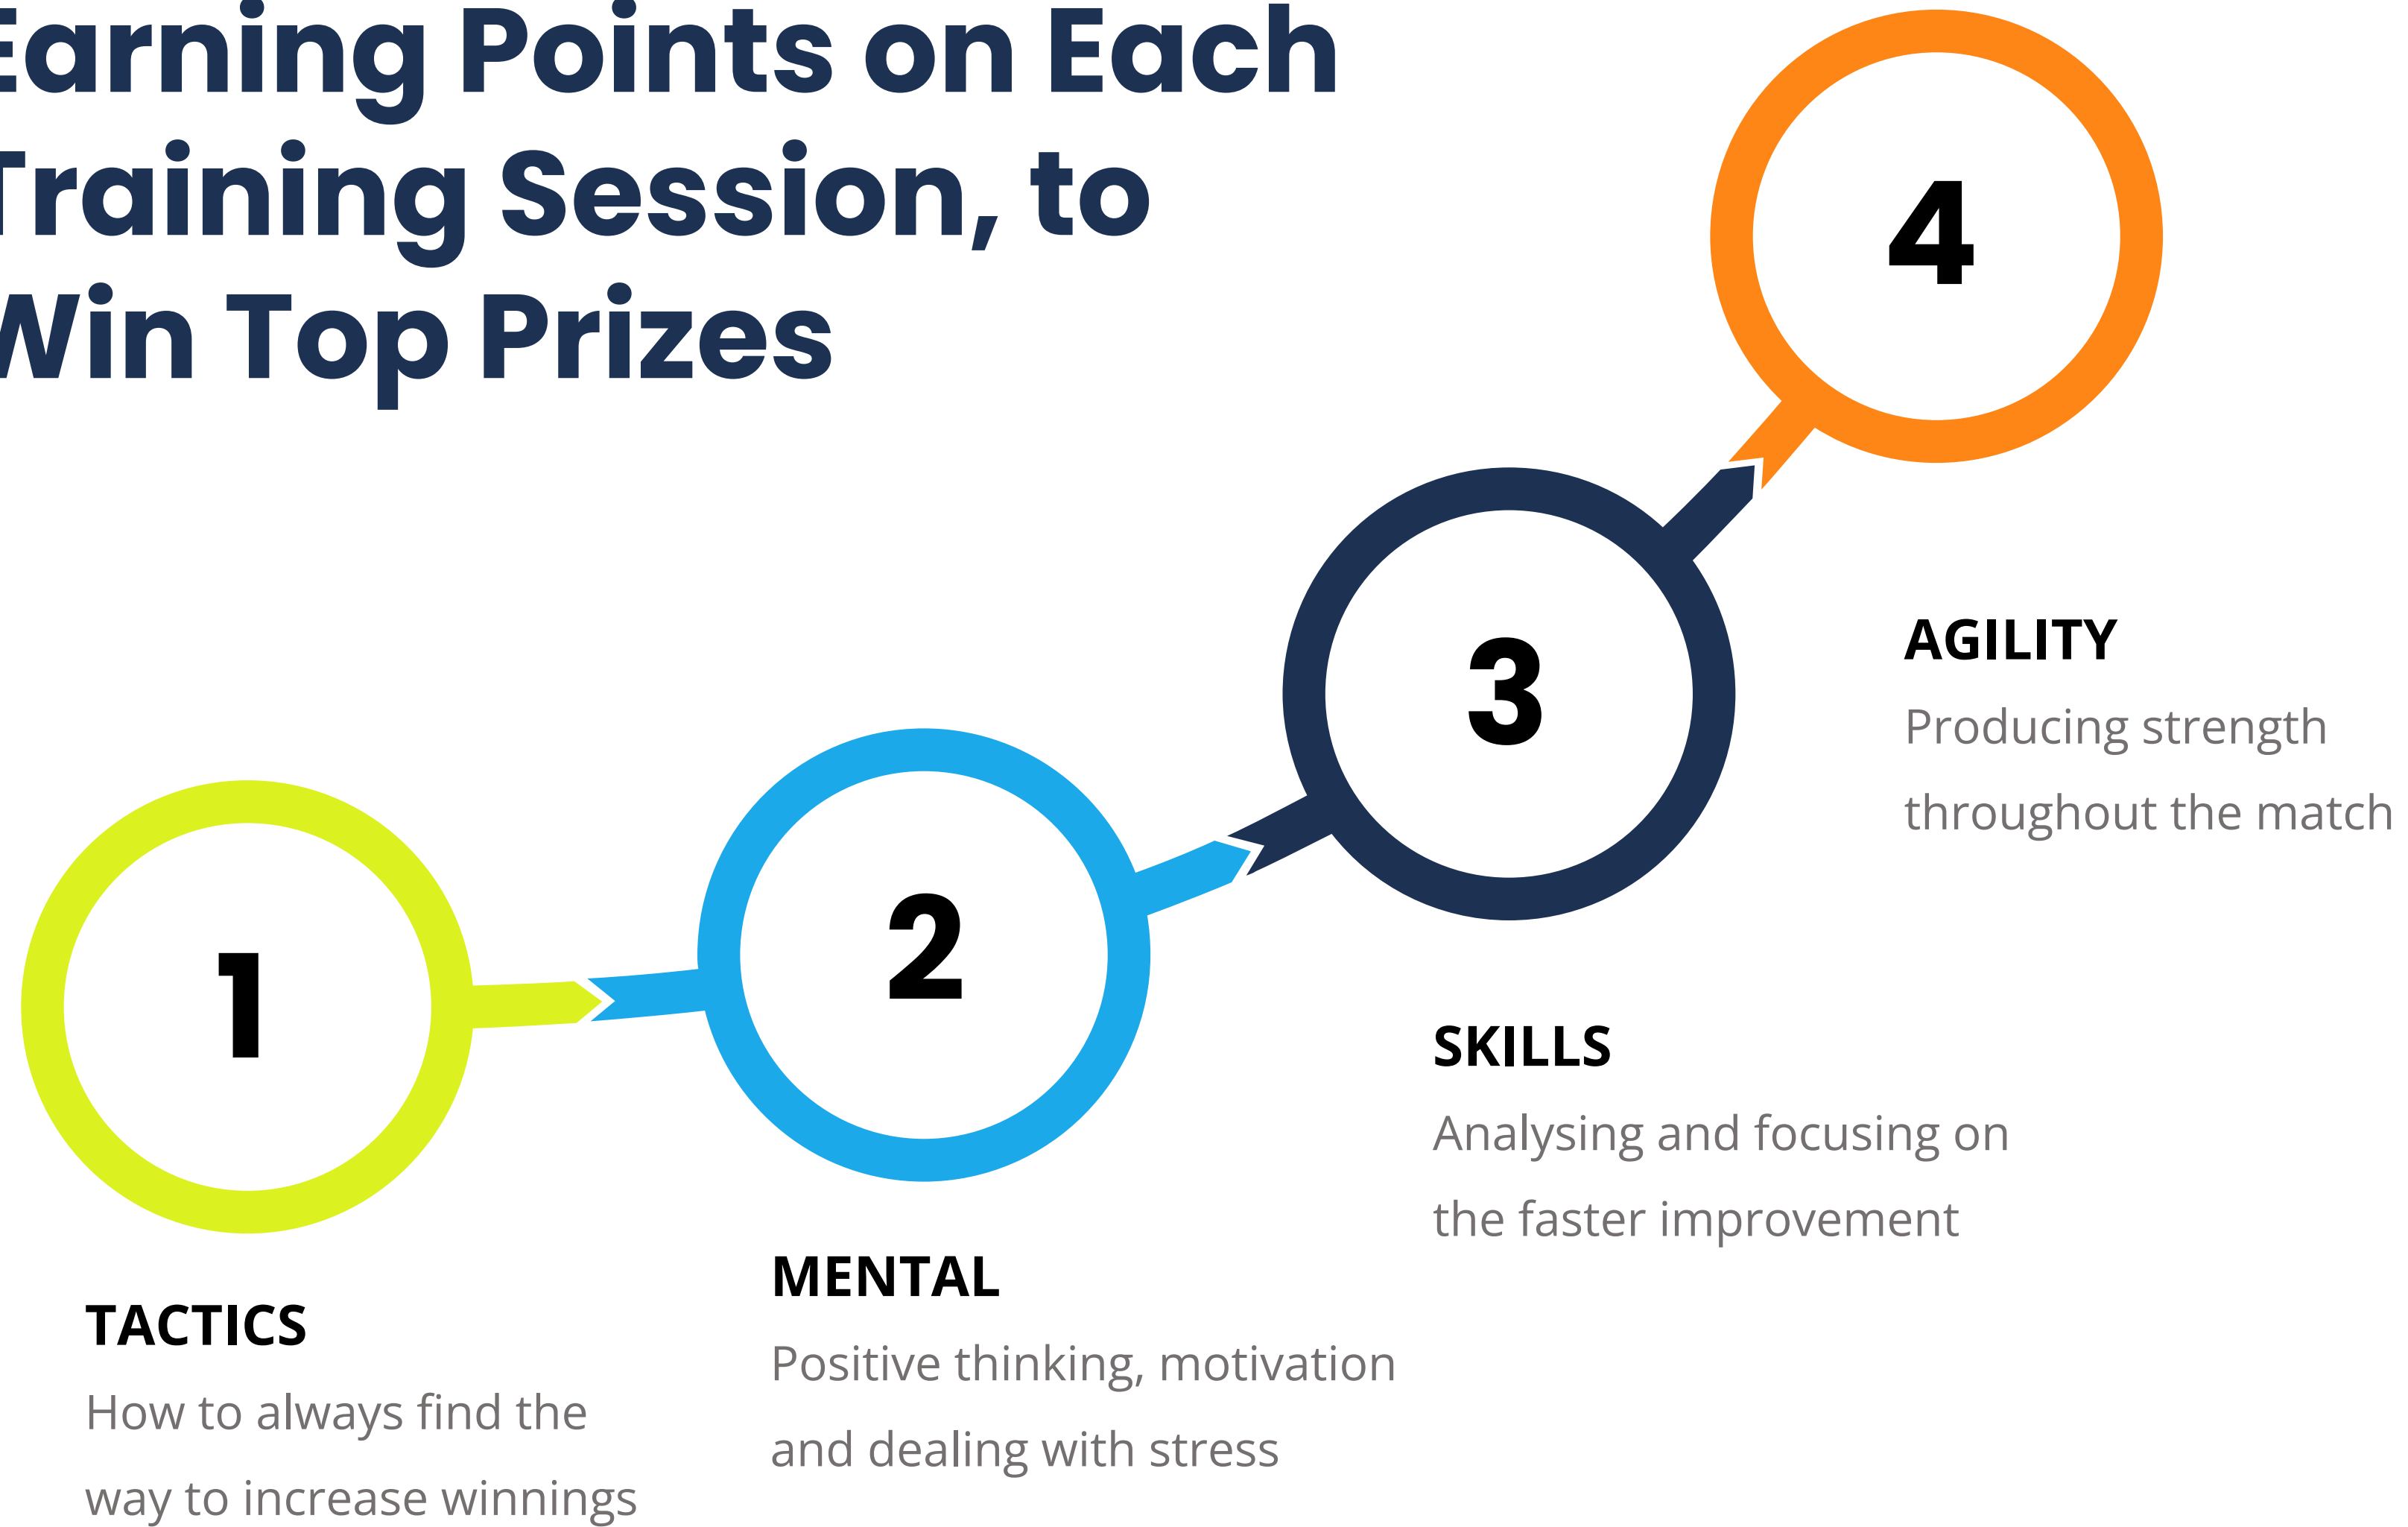 Earning Points on Each
Training Session, to
Win Top Prizes
1
TACTICS
How to always find the
way to increase winnings
2
MENTAL
Positive thinking, motivation
and dealing with stress
3
SKILLS
Analysing and focusing on
the faster improvement
4
AGILITY
Producing strength
throughout the match